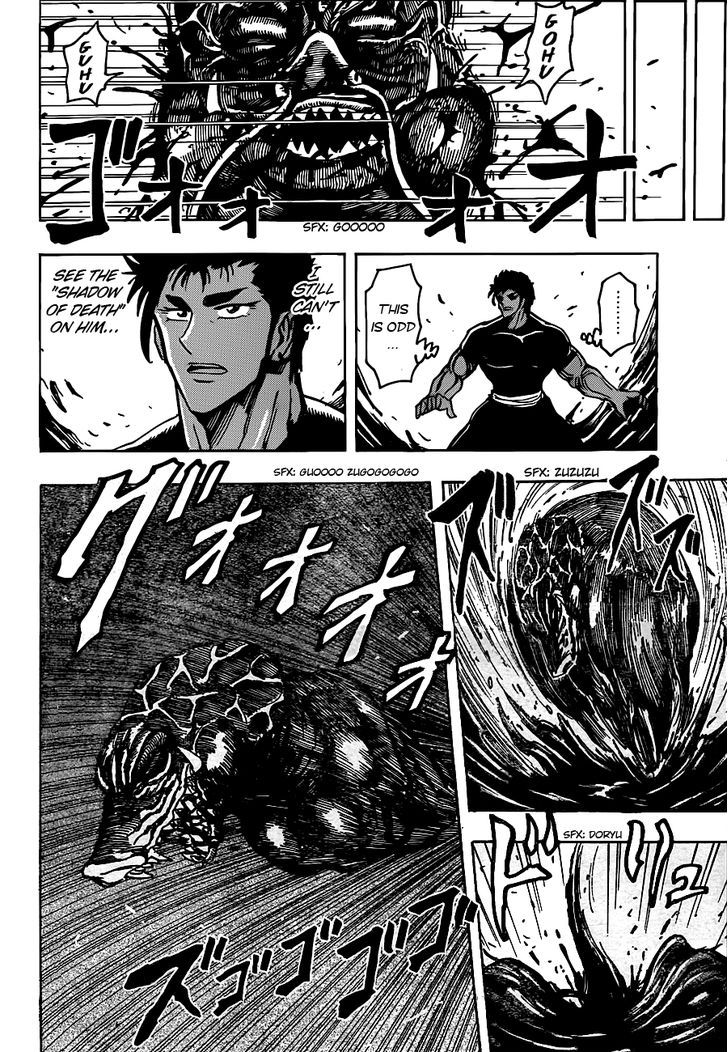 GOHU
GUHU
ゴオオォォオオ
SFX: GOOOOO
.........
THIS
IS ODD
...
I
STILL
CAN'T
...
SEE THE
"SHADOW
OF DEATH"
ON HIM...
SFX: ZUZUZU
ズズズ
SFX: DORYU
ドリュ
SFX: GUOOOO ZUGOGOGOGO
グオオオオ
ズゴゴゴゴ